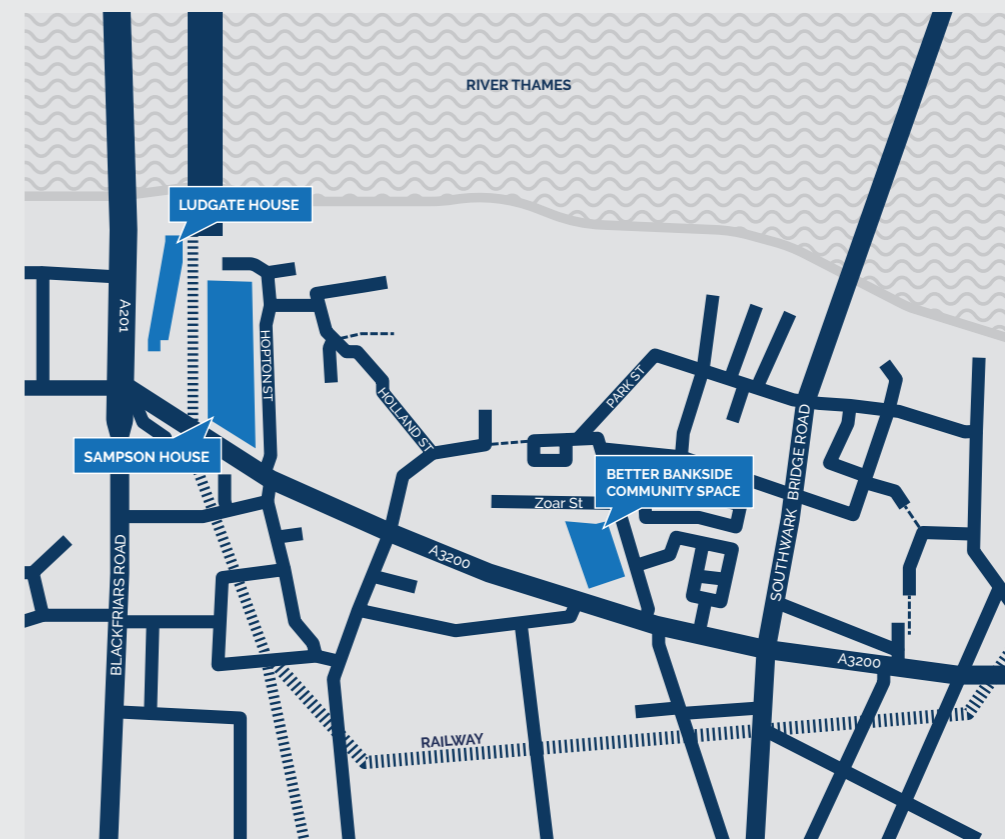 RIVER THAMES
LUDGATE HOUSE
A201
HOPTON ST
HOLLAND ST
PARK ST
SOUTHWARK BRIDGE ROAD
SAMPSON HOUSE
BETTER BANKSIDE
COMMUNITY SPACE
Zoar St
A3200
BLACKFRIARS ROAD
A3200
RAILWAY